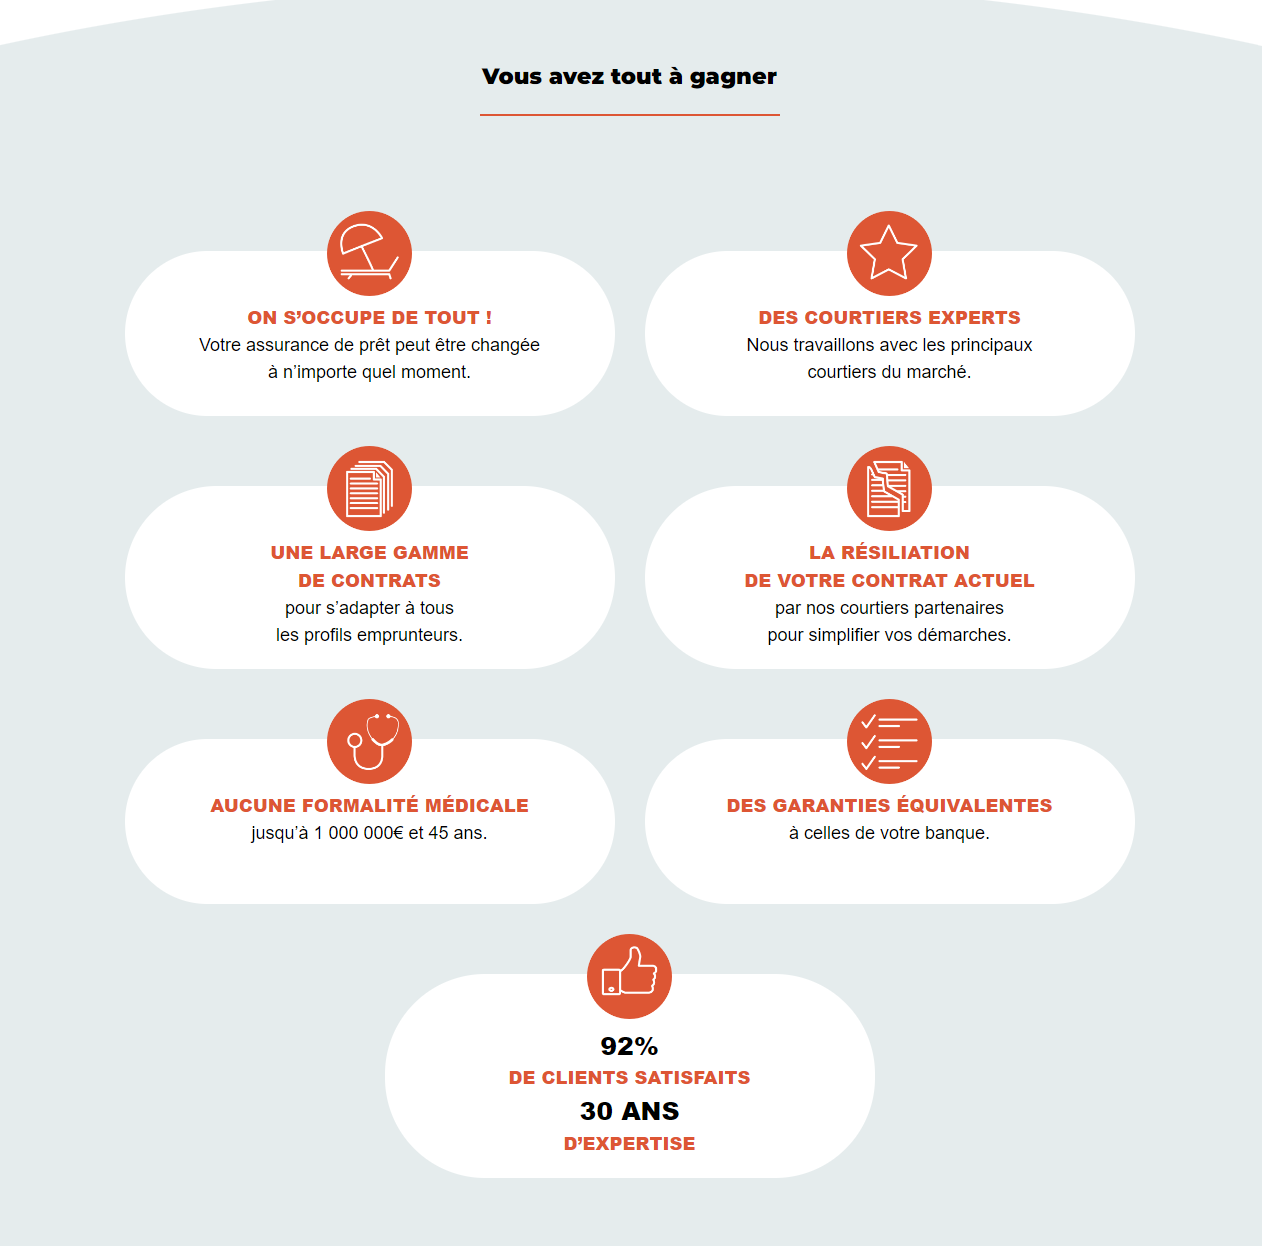 Vous avez tout à gagner
ON S’OCCUPE DE TOUT !
Votre assurance de prêt peut être changée
à n’importe quel moment.
DES COURTIERS EXPERTS
Nous travaillons avec les principaux
courtiers du marché.
UNE LARGE GAMME
DE CONTRATS
pour s’adapter à tous
les profils emprunteurs.
LA RÉSILIATION
DE VOTRE CONTRAT ACTUEL
par nos courtiers partenaires
pour simplifier vos démarches.
AUCUNE FORMALITÉ MÉDICALE
jusqu’à 1 000 000€ et 45 ans.
DES GARANTIES ÉQUIVALENTES
à celles de votre banque.
92%
DE CLIENTS SATISFAITS
30 ANS
D’EXPERTISE